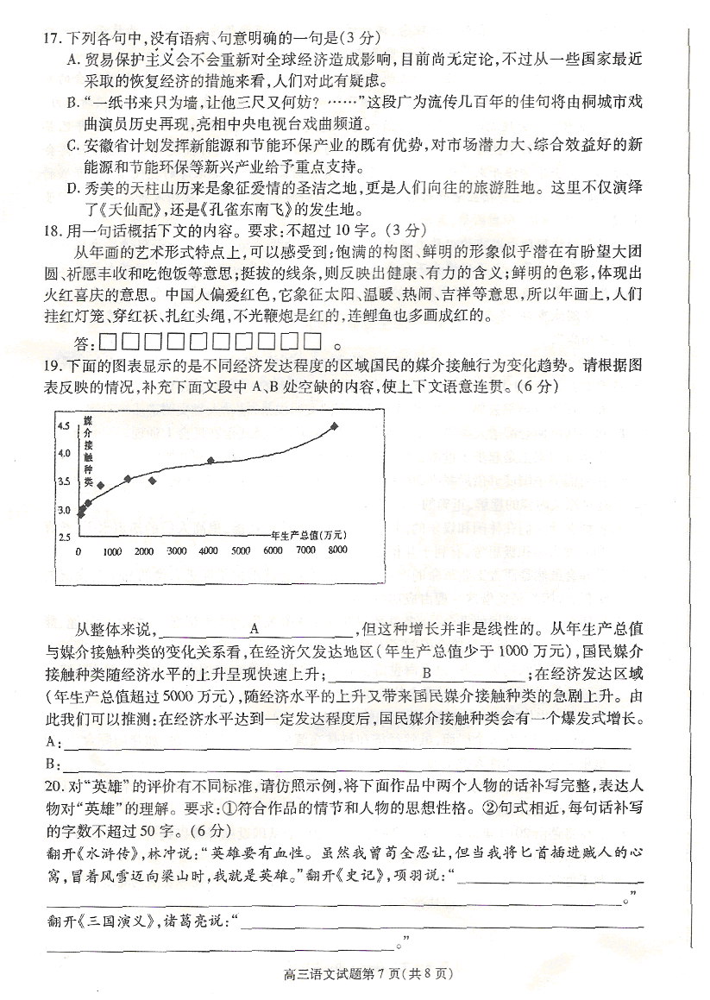 17. 下列各句中,没有语病、句意明确的一句是(3 分)
A. 贸易保护主义会不会重新对全球经济造成影响,目前尚无定论,不过从一些国家最近
采取的恢复经济的措施来看,人们对此有疑虑。
B. “一纸书来只为墙,让他三尺又何妨? ……”这段广为流传几百年的佳句将由桐城市戏
曲演员历史再现,亮相中央电视台戏曲频道。
C. 安徽省计划发挥新能源和节能环保产业的既有优势,对市场潜力大、综合效益好的新
能源和节能环保等新兴产业给予重点支持。
D. 秀美的天柱山历来是象征爱情的圣洁之地,更是人们向往的旅游胜地。这里不仅演绎
了《天仙配》,还是《孔雀东南飞》的发生地。
18. 用一句话概括下文的内容。要求:不超过 10 字。(3 分)
从年画的艺术形式特点上,可以感受到:饱满的构图、鲜明的形象似乎潜在有盼望大团
圆、祈愿丰收和吃饱饭等意思;挺拔的线条,则反映出健康、有力的含义;鲜明的色彩,体现出
火红喜庆的意思。中国人偏爱红色,它象征太阳、温暖、热闹、吉祥等意思,所以年画上,人们
挂红灯笼、穿红袄、扎红头绳,不光鞭炮是红的,连鲤鱼也多画成红的。
答:□□□□□□□□□□ 。
19. 下面的图表显示的是不同经济发达程度的区域国民的媒介接触行为变化趋势。请根据图
表反映的情况,补充下面文段中 A、B 处空缺的内容,使上下文语意连贯。(6 分)
媒介接触种类
4.5
4.0
3.5
3.0
2.5
年生产总值(万元)
0 1000 2000 3000 4000 5000 6000 7000 8000
从整体来说,____A____,但这种增长并非是线性的。从年生产总值
与媒介接触种类的变化关系看,在经济欠发达地区(年生产总值少于 1000 万元),国民媒介
接触种类随经济水平的上升呈现快速上升;____B____;在经济发达区域
(年生产总值超过 5000 万元),随经济水平的上升又带来国民媒介接触种类的急剧上升。由
此我们可以推测:在经济水平达到一定发达程度后,国民媒介接触种类会有一个爆发式增长。
A:____
B:____
20. 对“英雄”的评价有不同标准,请仿照示例,将下面作品中两个人物的话补写完整,表达人
物对“英雄”的理解。要求:①符合作品的情节和人物的思想性格。②句式相近,每句话补写
的字数不超过 50 字。(6 分)
翻开《水浒传》,林冲说:“英雄要有血性。虽然我曾苟全忍让,但当我将匕首插进贼人的心
窝,冒着风雪迈向梁山时,我就是英雄。”翻开《史记》,项羽说:“____
____。”
翻开《三国演义》,诸葛亮说:“____
____。”
高三语文试题第 7 页(共 8 页)